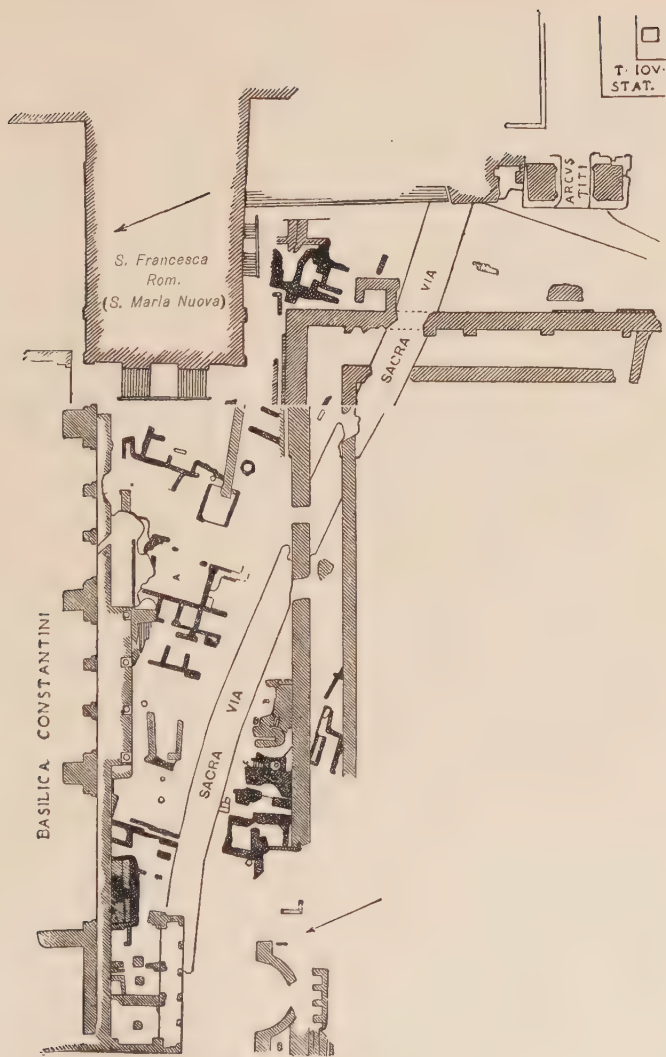 T. IOV.
STAT.
ARCVS
TITI
S. Francesca
Rom.
(S. Maria Nuova)
VIA
SACRA
A
BASILICA CONSTANTINI
VIA
SACRA
B